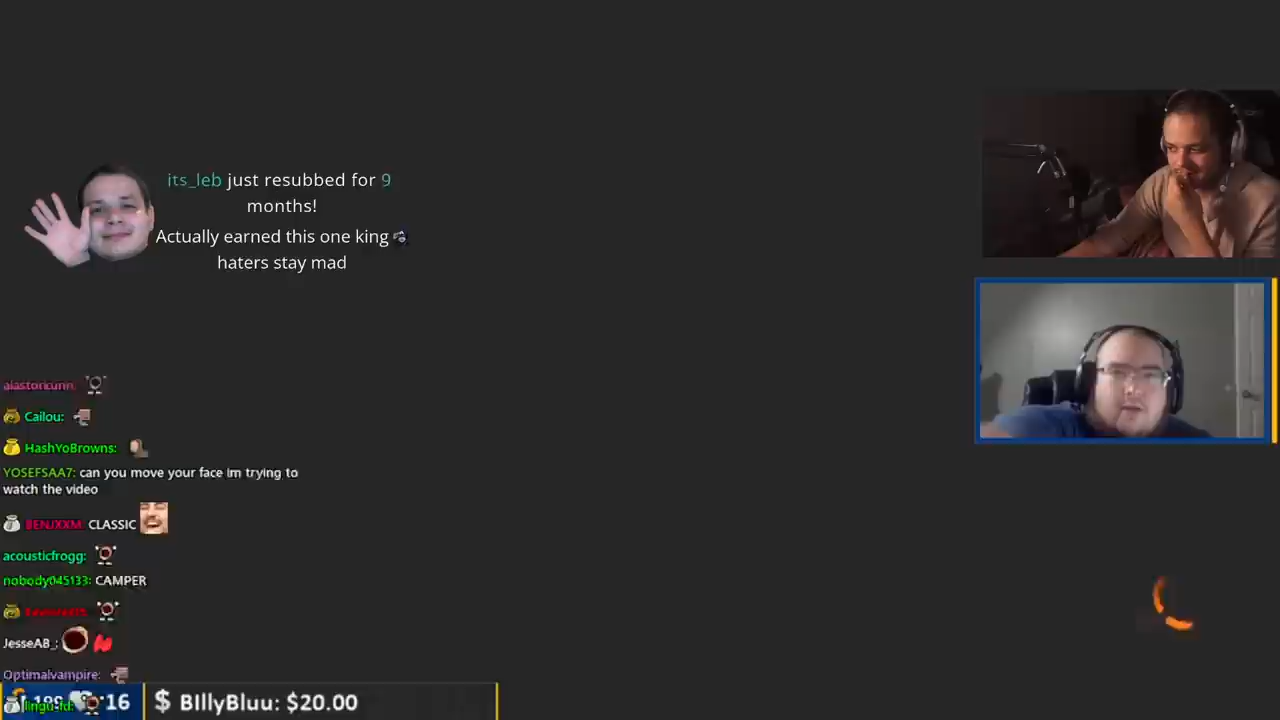 its_leb just resubbed for 9
months!
Actually earned this one king
haters stay mad
Cailou:
HashYoBrowns:
YOSEFSAA7: can you move your face im trying to
watch the video
BENJXXM: CLASSIC
acousticfrogg:
nobody045133: CAMPER
JesseAB_:
Optimalvampire:
:16
$ BIllyBluu: $20.00